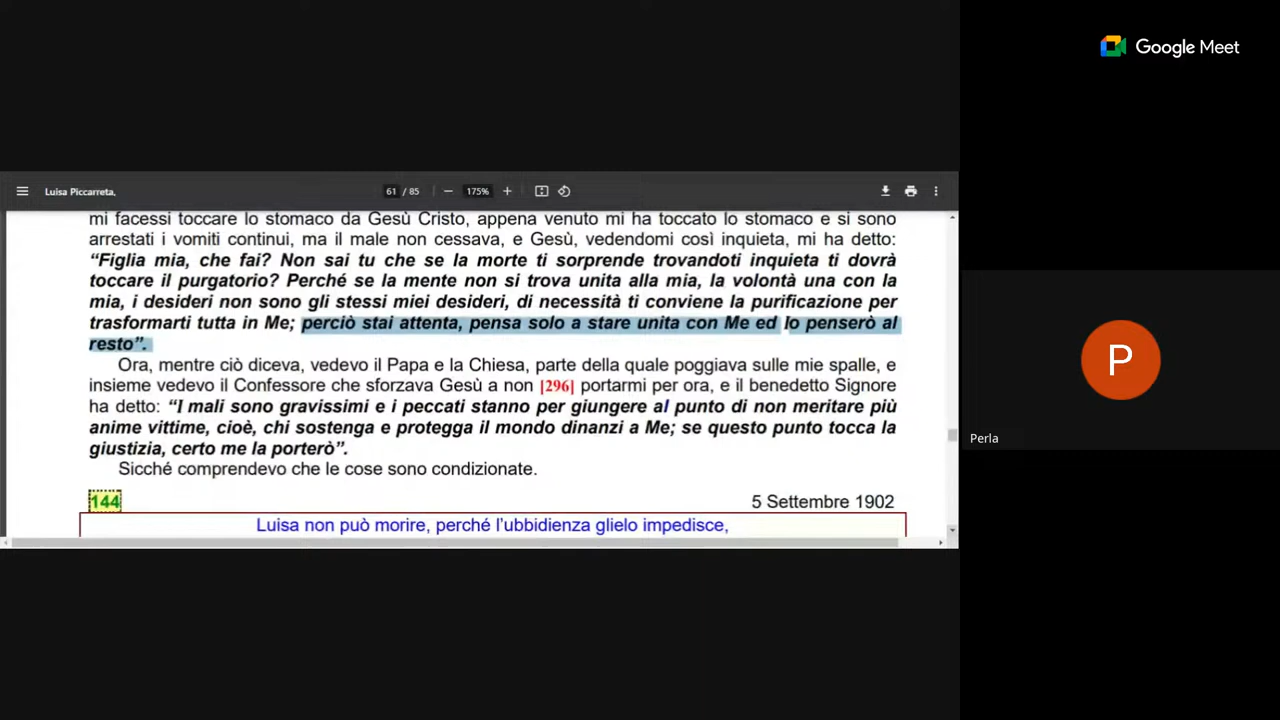 Google Meet
Luisa Piccarreta,
61 / 85
175%
mi facessi toccare lo stomaco da Gesù Cristo, appena venuto mi ha toccato lo stomaco e si sono
arrestati i vomiti continui, ma il male non cessava, e Gesù, vedendomi così inquieta, mi ha detto:
“Figlia mia, che fai? Non sai tu che se la morte ti sorprende trovandoti inquieta ti dovrà
toccare il purgatorio? Perché se la mente non si trova unita alla mia, la volontà una con la
mia, i desideri non sono gli stessi miei desideri, di necessità ti conviene la purificazione per
trasformarti tutta in Me; perciò stai attenta, pensa solo a stare unita con Me ed Io penserò al
resto”.
Ora, mentre ciò diceva, vedevo il Papa e la Chiesa, parte della quale poggiava sulle mie spalle, e
insieme vedevo il Confessore che sforzava Gesù a non [296] portarmi per ora, e il benedetto Signore
ha detto: “I mali sono gravissimi e i peccati stanno per giungere al punto di non meritare più
anime vittime, cioè, chi sostenga e protegga il mondo dinanzi a Me; se questo punto tocca la
giustizia, certo me la porterò”.
Sicché comprendevo che le cose sono condizionate.
144 5 Settembre 1902
Luisa non può morire, perché l’ubbidienza glielo impedisce,
P
Perla